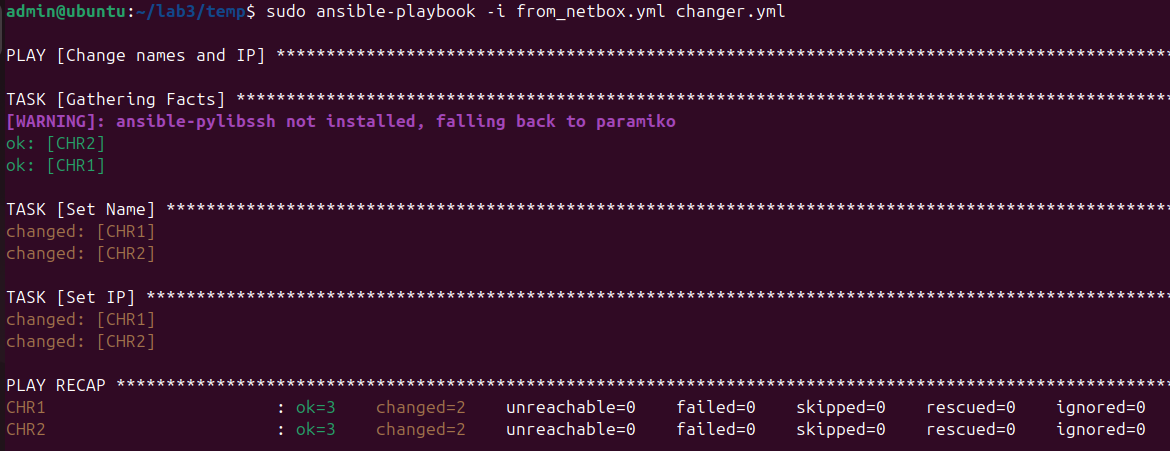 admin@ubuntu:~/lab3/temp$ sudo ansible-playbook -i from_netbox.yml changer.yml
PLAY [Change names and IP] ******************************************************************************************
TASK [Gathering Facts] **********************************************************************************************
[WARNING]: ansible-pylibssh not installed, falling back to paramiko
ok: [CHR2]
ok: [CHR1]
TASK [Set Name] *****************************************************************************************************
changed: [CHR1]
changed: [CHR2]
TASK [Set IP] *******************************************************************************************************
changed: [CHR1]
changed: [CHR2]
PLAY RECAP **********************************************************************************************************
CHR1                       : ok=3    changed=2    unreachable=0    failed=0    skipped=0    rescued=0    ignored=0
CHR2                       : ok=3    changed=2    unreachable=0    failed=0    skipped=0    rescued=0    ignored=0